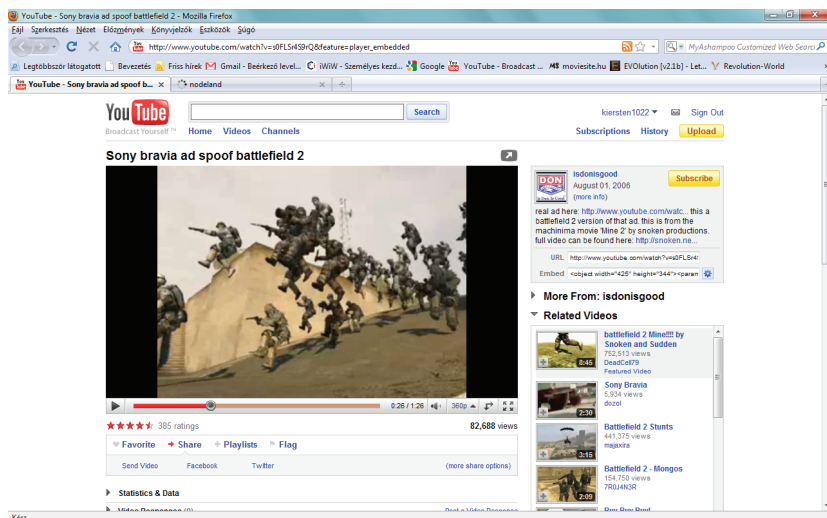 YouTube - Sony bravia ad spoof battlefield 2 - Mozilla Firefox
Fájl Szerkesztés Nézet Előzmények Könyvjelzők Eszközök Súgó
http://www.youtube.com/watch?v=s0FLSr4S9rQ&feature=player_embedded
MyAshampoo Customized Web Searc
Legtöbbször látogatott Bevezetés Friss hírek Gmail - Beérkező level... iWiW - Személyes kezd... Google YouTube - Broadcast ... moviesite.hu EVOlution [v2.1b] - Let... Revolution-World
YouTube - Sony bravia ad spoof b... nodeland
YouTube
Broadcast Yourself™
Search
kiersten1022 Sign Out
Home Videos Channels
Subscriptions History Upload
Sony bravia ad spoof battlefield 2
DON
isdonisgood
August 01, 2006
(more info)
Subscribe
real ad here: http://www.youtube.com/watc... this a
battlefield 2 version of that ad. this is from the
machinima movie 'Mine 2' by snoken productions.
full video can be found here: http://snoken.ne...
URL http://www.youtube.com/watch?v=s0FLSr4
Embed <object width="425" height="344"><param
More From: isdonisgood
Related Videos
battlefield 2 Mine!!!! by
Snoken and Sudden
752,513 views
DeadCell79
Featured Video
8:45
Sony Bravia
5,934 views
dozol
2:30
Battlefield 2 Stunts
441,375 views
majaxira
3:15
Battlefield 2 - Mongos
154,750 views
7R0J4N3R
2:09
0:26 / 1:26 360p
385 ratings 82,688 views
Favorite Share Playlists Flag
Send Video Facebook Twitter (more share options)
Statistics & Data